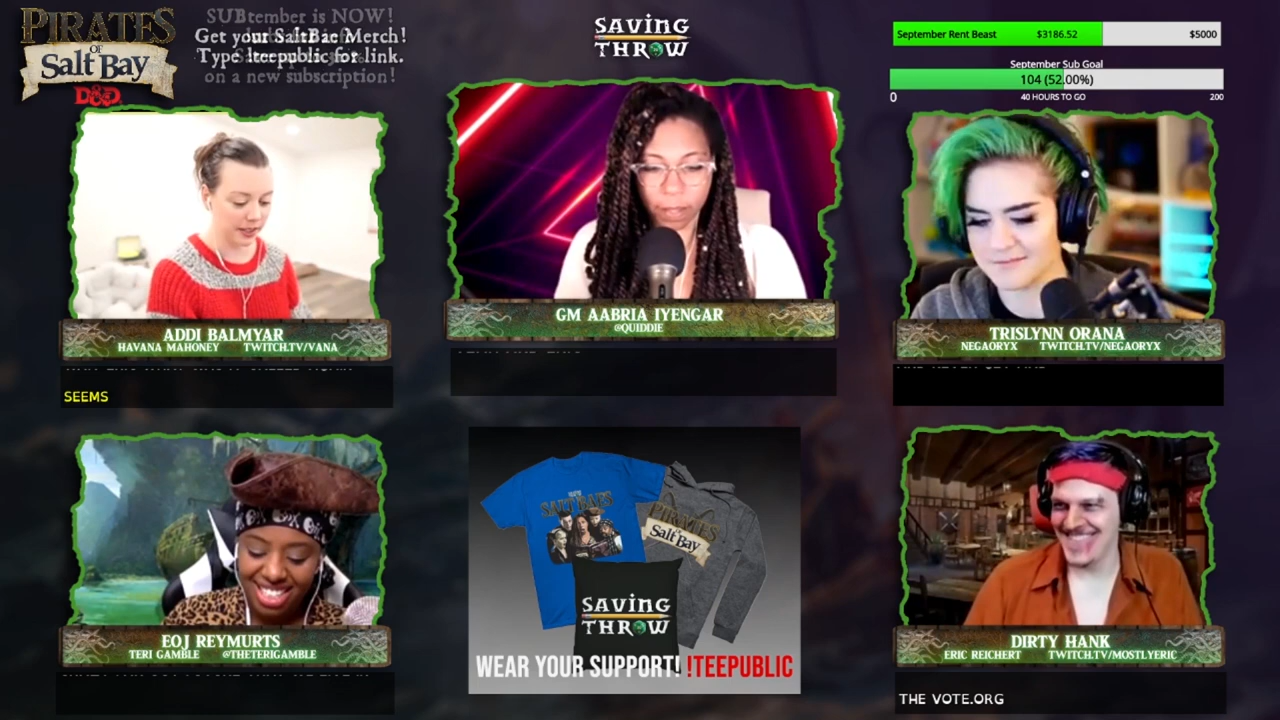 PIRATES
OF
Salt Bay
D&D
SUBtember is NOW!
Get your SaltBae Merch!
Type !teepublic for link.
on a new subscription!
SAVING
THROW
September Rent Beast $3186.52 $5000
September Sub Goal
104 (52.00%)
0 40 HOURS TO GO 200
ADDI BALMYAR
HAVANA MAHONEY TWITCH.TV/VANA
SEEMS
GM AABRIA IYENGAR
@QUIDDIE
TRISLYNN ORANA
NEGAORYX TWITCH.TV/NEGAORYX
EOJ REYMURTS
TERI GAMBLE @THETERIGAMBLE
SALT BAES
PIRATES
OF
Salt Bay
SAVING
THROW
WEAR YOUR SUPPORT! !TEEPUBLIC
DIRTY HANK
ERIC REICHERT TWITCH.TV/MOSTLYERIC
THE VOTE.ORG